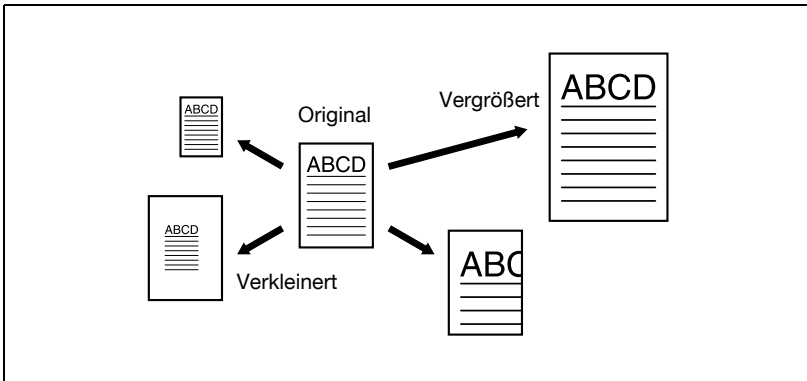 ABCD
Original
Vergrößert
ABCD
ABCD
ABCD
Verkleinert
ABC